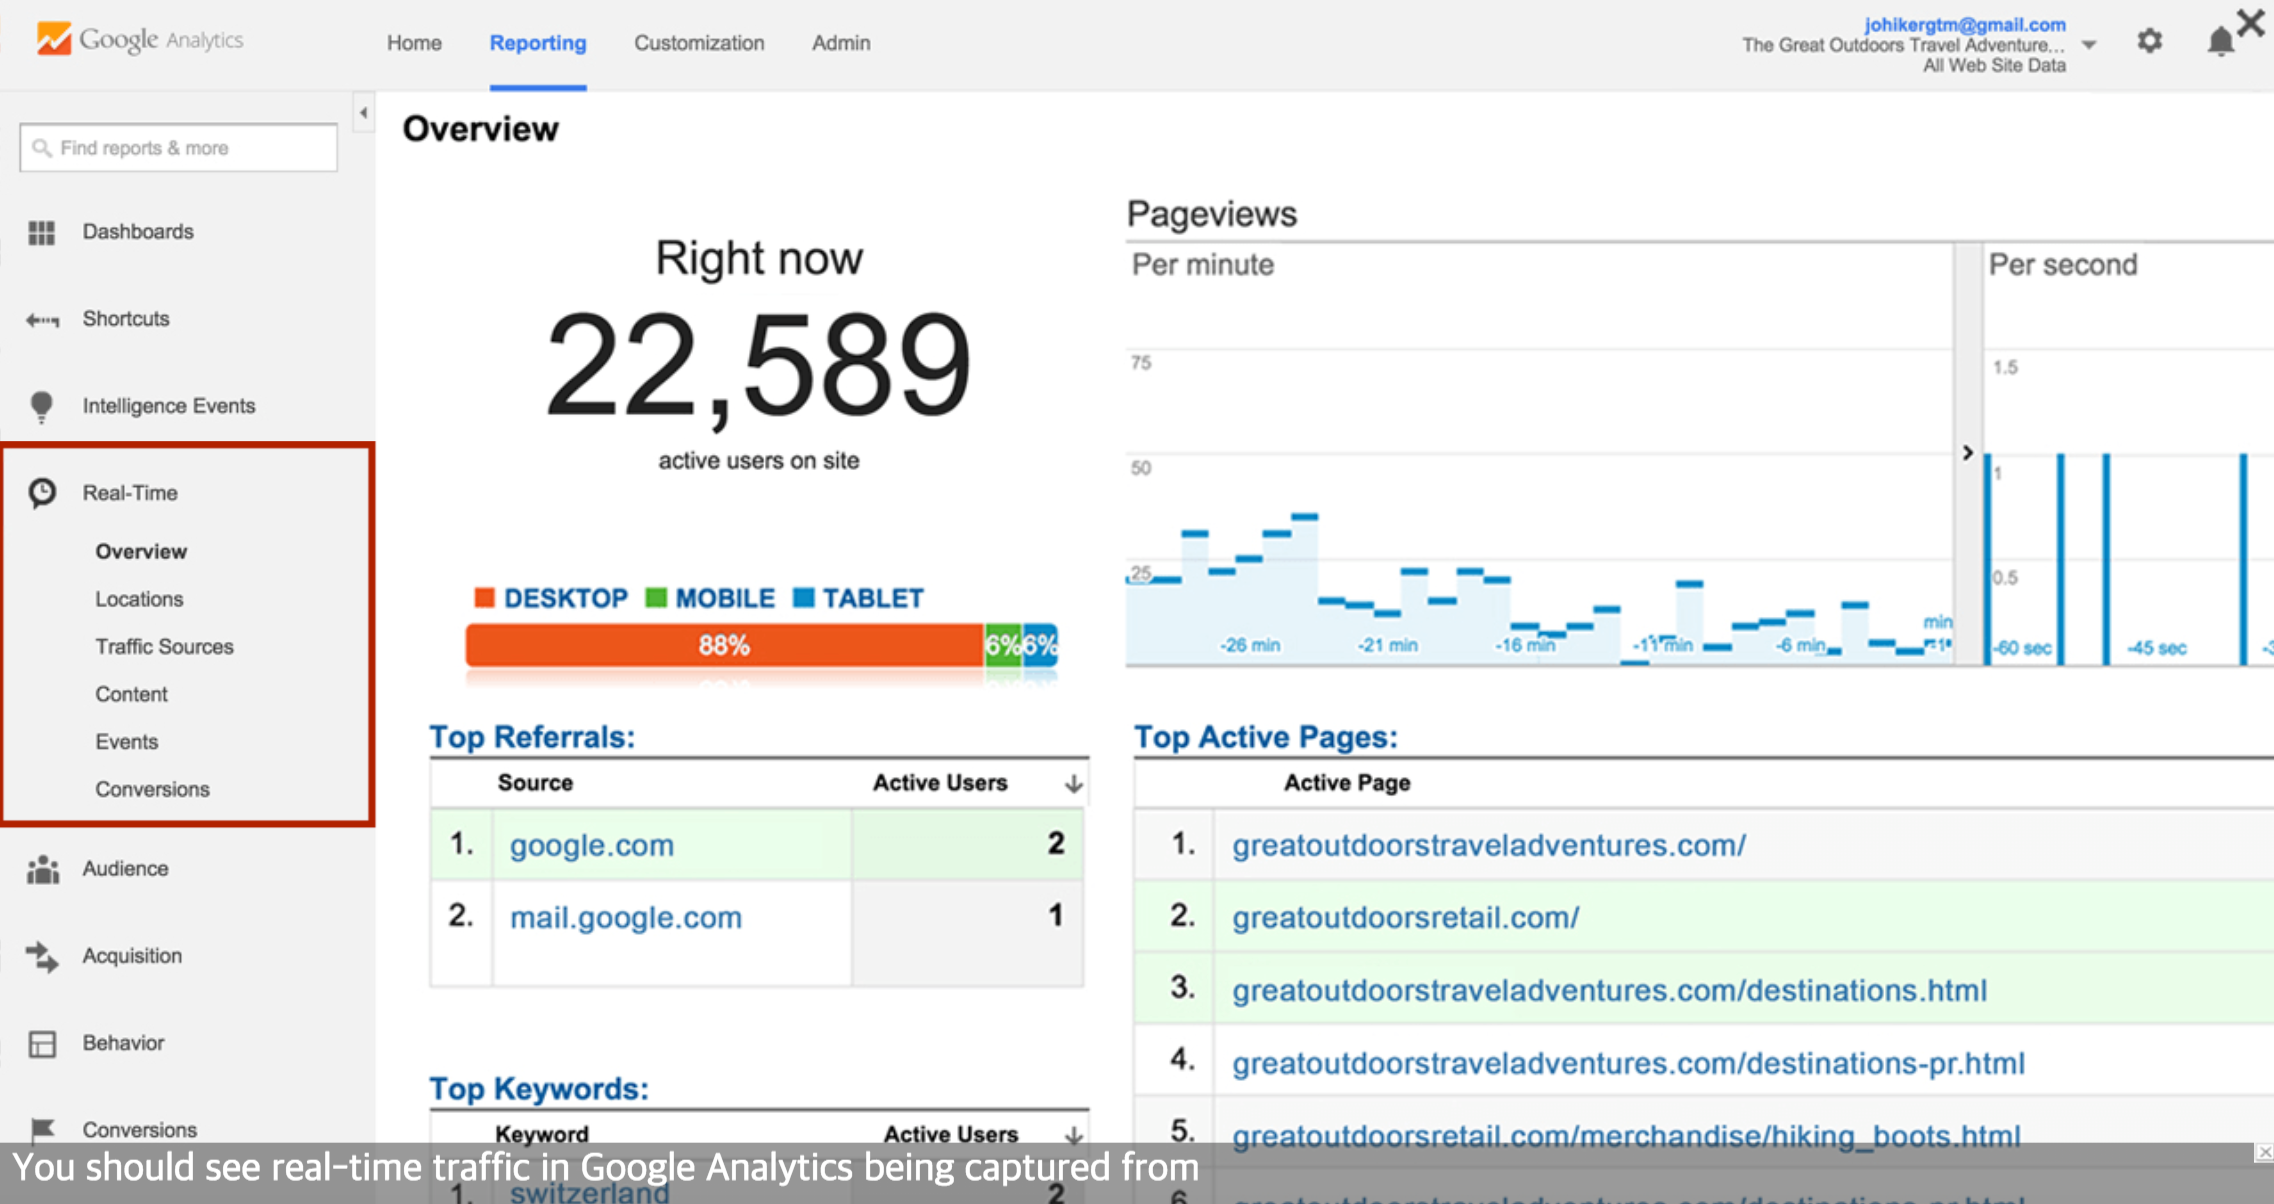 Google Analytics
Home Reporting Customization Admin
johikergtm@gmail.com
The Great Outdoors Travel Adventure...
All Web Site Data
Find reports & more
Dashboards
Shortcuts
Intelligence Events
Real-Time
Overview
Locations
Traffic Sources
Content
Events
Conversions
Audience
Acquisition
Behavior
Conversions
Overview
Right now
22,589
active users on site
DESKTOP MOBILE TABLET
88% 6% 6%
Pageviews
Per minute
75
50
25
-26 min -21 min -16 min -11 min -6 min min
Per second
1.5
1
0.5
-60 sec -45 sec
Top Referrals:
Source Active Users
1. google.com 2
2. mail.google.com 1
Top Keywords:
Keyword Active Users
1. switzerland 2
Top Active Pages:
Active Page
1. greatoutdoorstraveladventures.com/
2. greatoutdoorsretail.com/
3. greatoutdoorstraveladventures.com/destinations.html
4. greatoutdoorstraveladventures.com/destinations-pr.html
5. greatoutdoorsretail.com/merchandise/hiking_boots.html
6. greatoutdoorstraveladventures.com/destinations-pr.html
You should see real-time traffic in Google Analytics being captured from